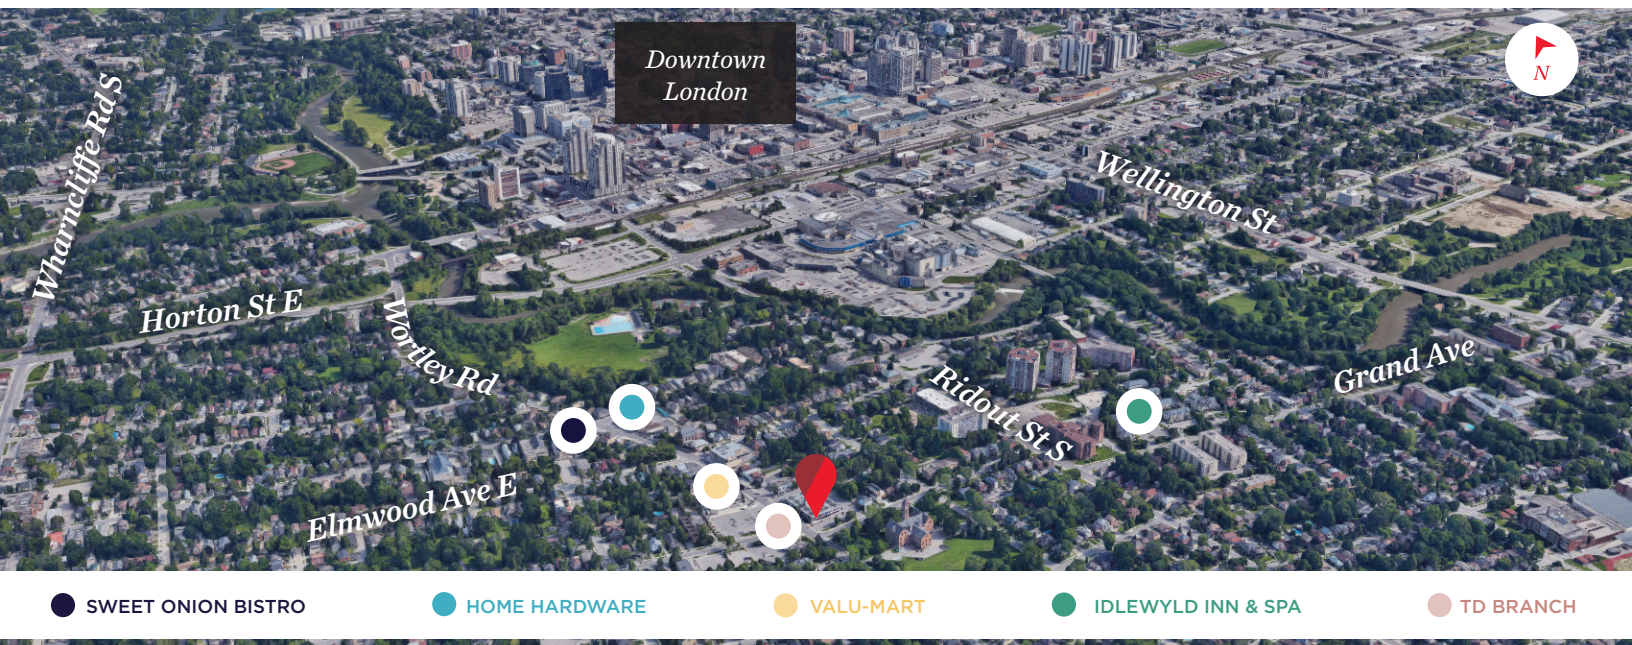 Downtown
London
N
Wharncliffe Rd S
Wellington St
Horton St E
Wortley Rd
Grand Ave
Ridout St S
Elmwood Ave E
SWEET ONION BISTRO
HOME HARDWARE
VALU-MART
IDLEWYLD INN & SPA
TD BRANCH